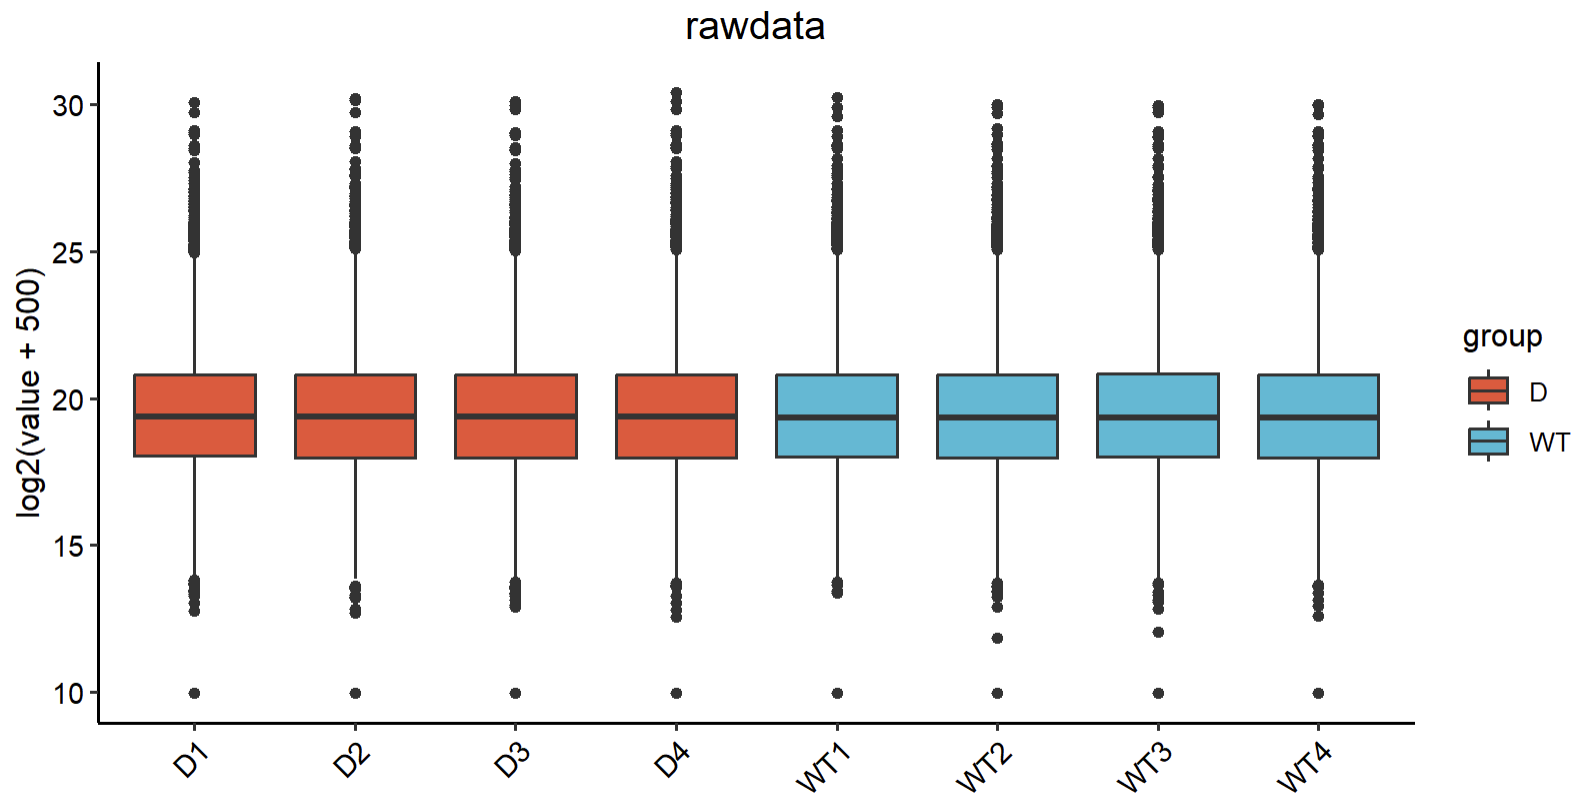 rawdata
log2(value + 500)
30
25
20
15
10
D1
D2
D3
D4
WT1
WT2
WT3
WT4
group
D
WT